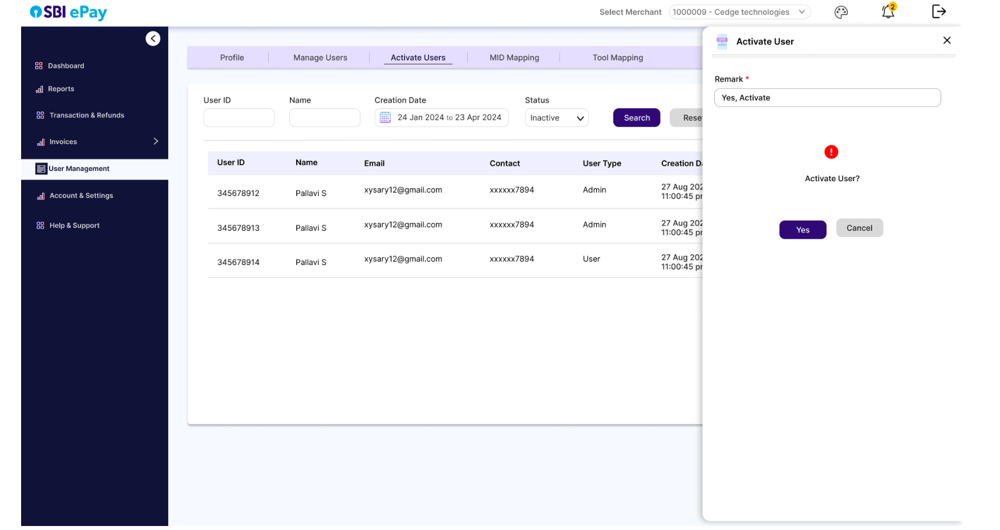 SBI ePay
Select Merchant 1000009 - Cedge technologies 2
Dashboard
Reports
Transaction & Refunds
Invoices
User Management
Account & Settings
Help & Support
Profile Manage Users Activate Users MID Mapping Tool Mapping
User ID Name Creation Date Status
24 Jan 2024 to 23 Apr 2024 Inactive Search Rese
User ID Name Email Contact User Type Creation Da
345678912 Pallavi S xysary12@gmail.com xxxxxx7894 Admin 27 Aug 202
11:00:45 pm
345678913 Pallavi S xysary12@gmail.com xxxxxx7894 Admin 27 Aug 202
11:00:45 pm
345678914 Pallavi S xysary12@gmail.com xxxxxx7894 User 27 Aug 202
11:00:45 pm
Activate User
Remark *
Yes, Activate
Activate User?
Yes Cancel